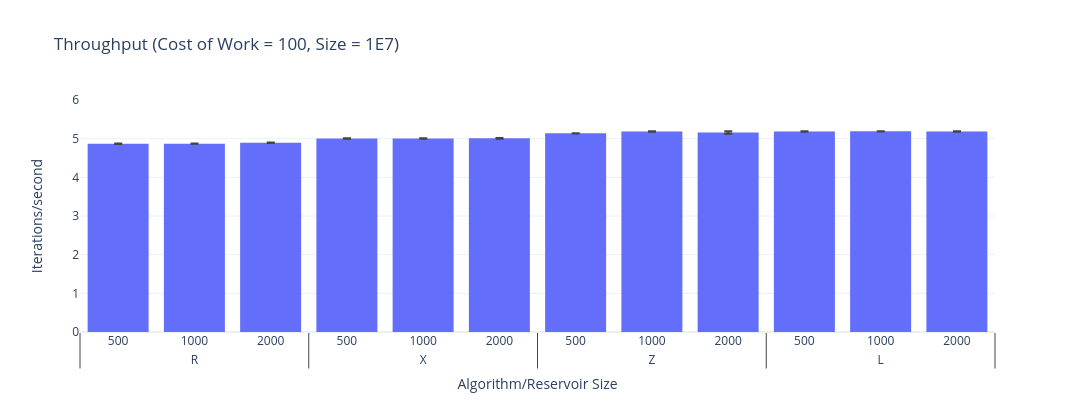 Throughput (Cost of Work = 100, Size = 1E7)
6
5
4
3
2
1
0
Iterations/second
500 1000 2000 500 1000 2000 500 1000 2000 500 1000 2000
R X Z L
Algorithm/Reservoir Size